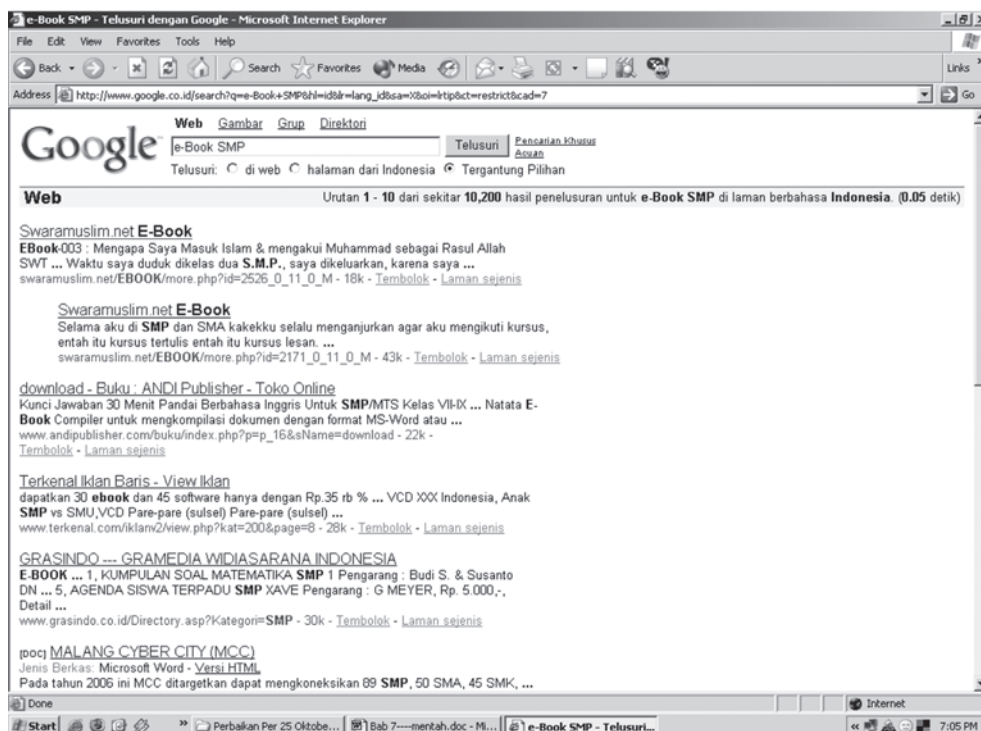 e-Book SMP - Telusuri dengan Google - Microsoft Internet Explorer
File Edit View Favorites Tools Help
Back Search Favorites Media Links
Address http://www.google.co.id/search?q=e-Book+SMP&hl=id&lr=lang_id&sa=X&oi=lrtip&ct=restrict&cad=7 Go
Web Gambar Grup Direktori
Google e-Book SMP Telusuri Pencarian Khusus
Acuan
Telusuri: di web halaman dari Indonesia Tergantung Pilihan
Web Urutan 1 - 10 dari sekitar 10,200 hasil penelusuran untuk e-Book SMP di laman berbahasa Indonesia. (0.05 detik)
Swaramuslim.net E-Book
EBook-003 : Mengapa Saya Masuk Islam & mengakui Muhammad sebagai Rasul Allah
SWT ... Waktu saya duduk dikelas dua S.M.P., saya dikeluarkan, karena saya ...
swaramuslim.net/EBOOK/more.php?id=2526_0_11_0_M - 18k - Tembolok - Laman sejenis
Swaramuslim.net E-Book
Selama aku di SMP dan SMA kakekku selalu menganjurkan agar aku mengikuti kursus,
entah itu kursus tertulis entah itu kursus lesan. ...
swaramuslim.net/EBOOK/more.php?id=2171_0_11_0_M - 43k - Tembolok - Laman sejenis
download - Buku : ANDI Publisher - Toko Online
Kunci Jawaban 30 Menit Pandai Berbahasa Inggris Untuk SMP/MTS Kelas VII-IX ... Natata E-
Book Compiler untuk mengkompilasi dokumen dengan format MS-Word atau ...
www.andipublisher.com/buku/index.php?p=p_16&sName=download - 22k -
Tembolok - Laman sejenis
Terkenal Iklan Baris - View Iklan
dapatkan 30 ebook dan 45 software hanya dengan Rp.35 rb % ... VCD XXX Indonesia, Anak
SMP vs SMU,VCD Pare-pare (sulsel) Pare-pare (sulsel) ...
www.terkenal.com/iklanv2/view.php?kat=200&page=8 - 28k - Tembolok - Laman sejenis
GRASINDO --- GRAMEDIA WIDIASARANA INDONESIA
E-BOOK ... 1, KUMPULAN SOAL MATEMATIKA SMP 1 Pengarang : Budi S. & Susanto
DN ... 5, AGENDA SISWA TERPADU SMP XAVE Pengarang : G MEYER, Rp. 5.000,-,
Detail ...
www.grasindo.co.id/Directory.asp?Kategori=SMP - 30k - Tembolok - Laman sejenis
[DOC] MALANG CYBER CITY (MCC)
Jenis Berkas: Microsoft Word - Versi HTML
Pada tahun 2006 ini MCC ditargetkan dapat mengkoneksikan 89 SMP, 50 SMA, 45 SMK, ...
Done Internet
Start Perbaikan Per 25 Oktobe... Bab 7----mentah.doc - Mi... e-Book SMP - Telusuri... 7:05 PM